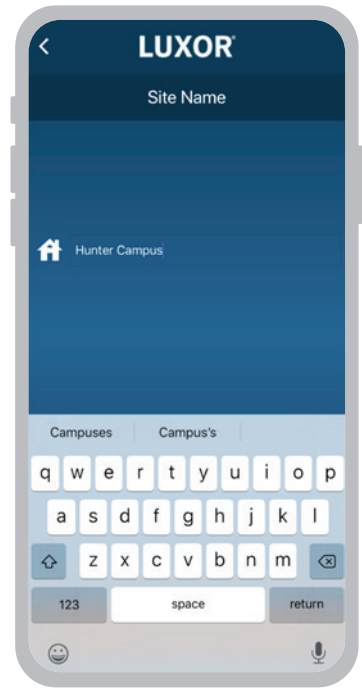 LUXOR®
Site Name
Hunter Campus
Campuses Campus's
q w e r t y u i o p
a s d f g h j k l
z x c v b n m
123 space return